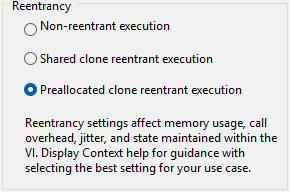 Reentrancy
Non-reentrant execution
Shared clone reentrant execution
Preallocated clone reentrant execution
Reentrancy settings affect memory usage, call
overhead, jitter, and state maintained within the
VI. Display Context help for guidance with
selecting the best setting for your use case.